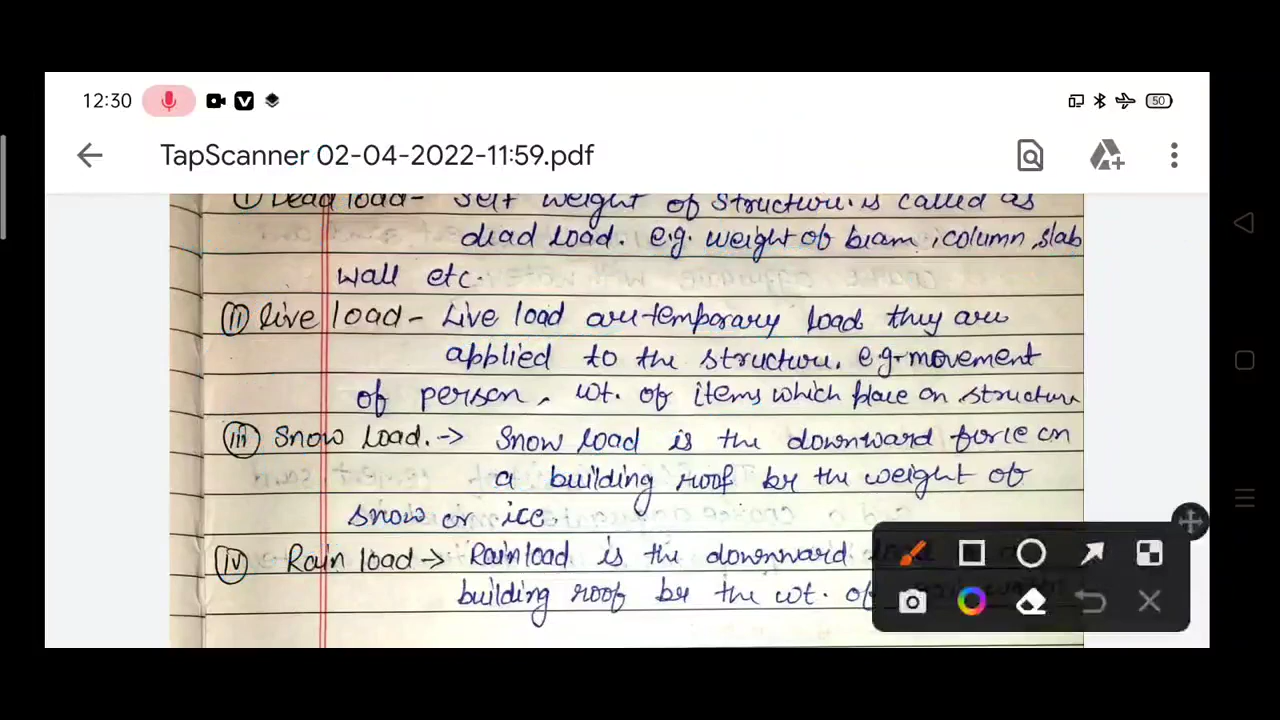 12:30
50
TapScanner 02-04-2022-11:59.pdf
(i) Dead load - Self weight of structure is called as
dead load. e.g. weight of beam, column, slab
wall etc.
(ii) live load - Live load are temporary load they are
applied to the structure. e.g. movement
of person, wt. of items which place on structure
(iii) Snow Load. -> Snow load is the downward force on
a building roof by the weight of
snow or ice.
(iv) Rain load -> Rain load is the downward
building roof by the wt. of